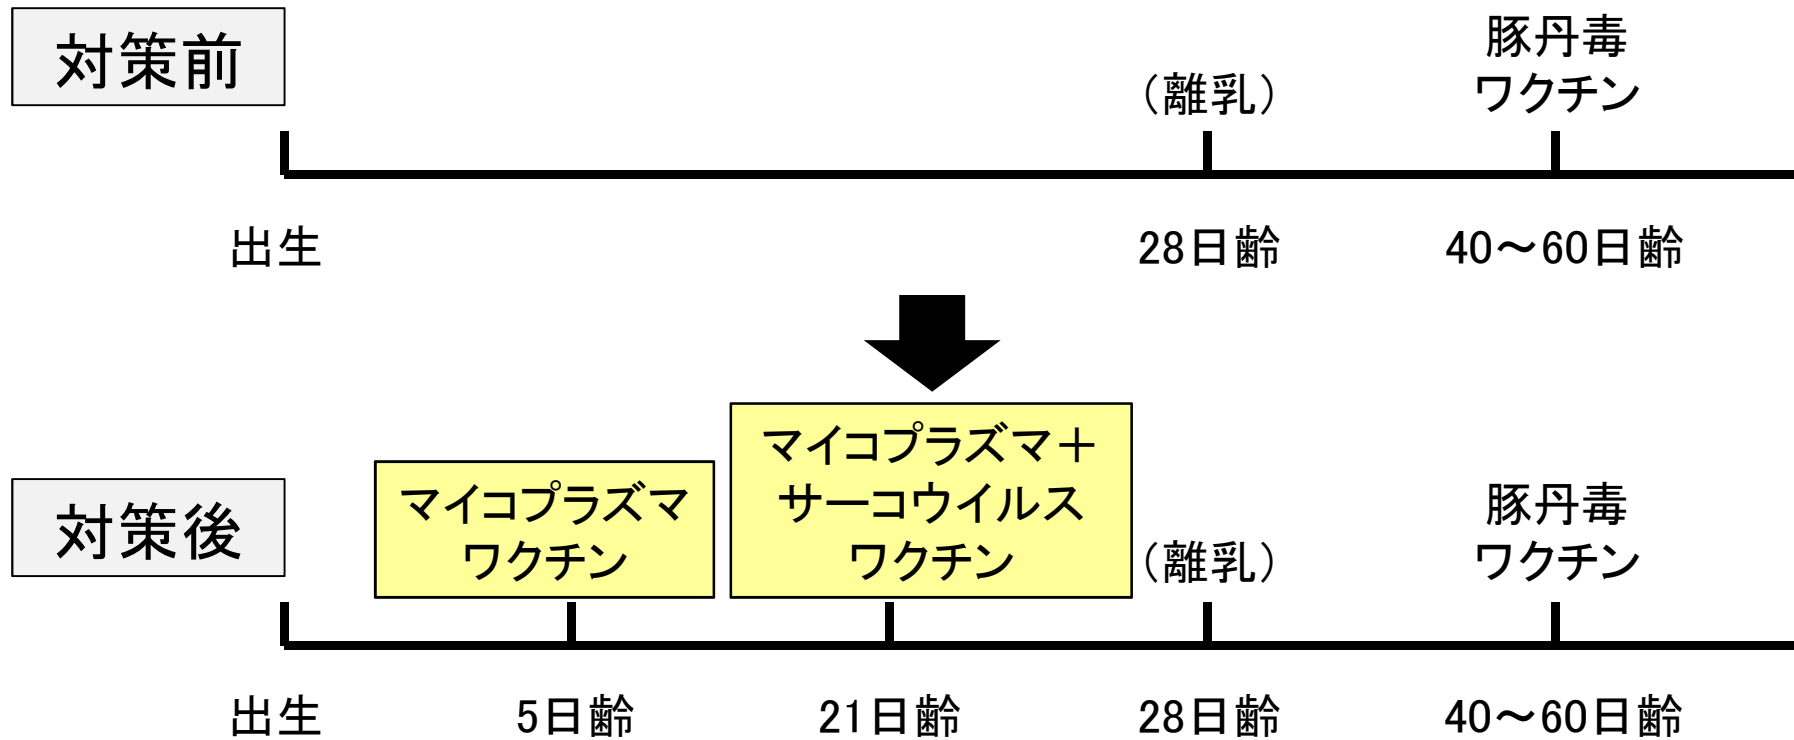 対策前
(離乳)
豚丹毒
ワクチン
出生
28日齢
40～60日齢
対策後
マイコプラズマ
ワクチン
マイコプラズマ＋
サーコウイルス
ワクチン
(離乳)
豚丹毒
ワクチン
出生
5日齢
21日齢
28日齢
40～60日齢